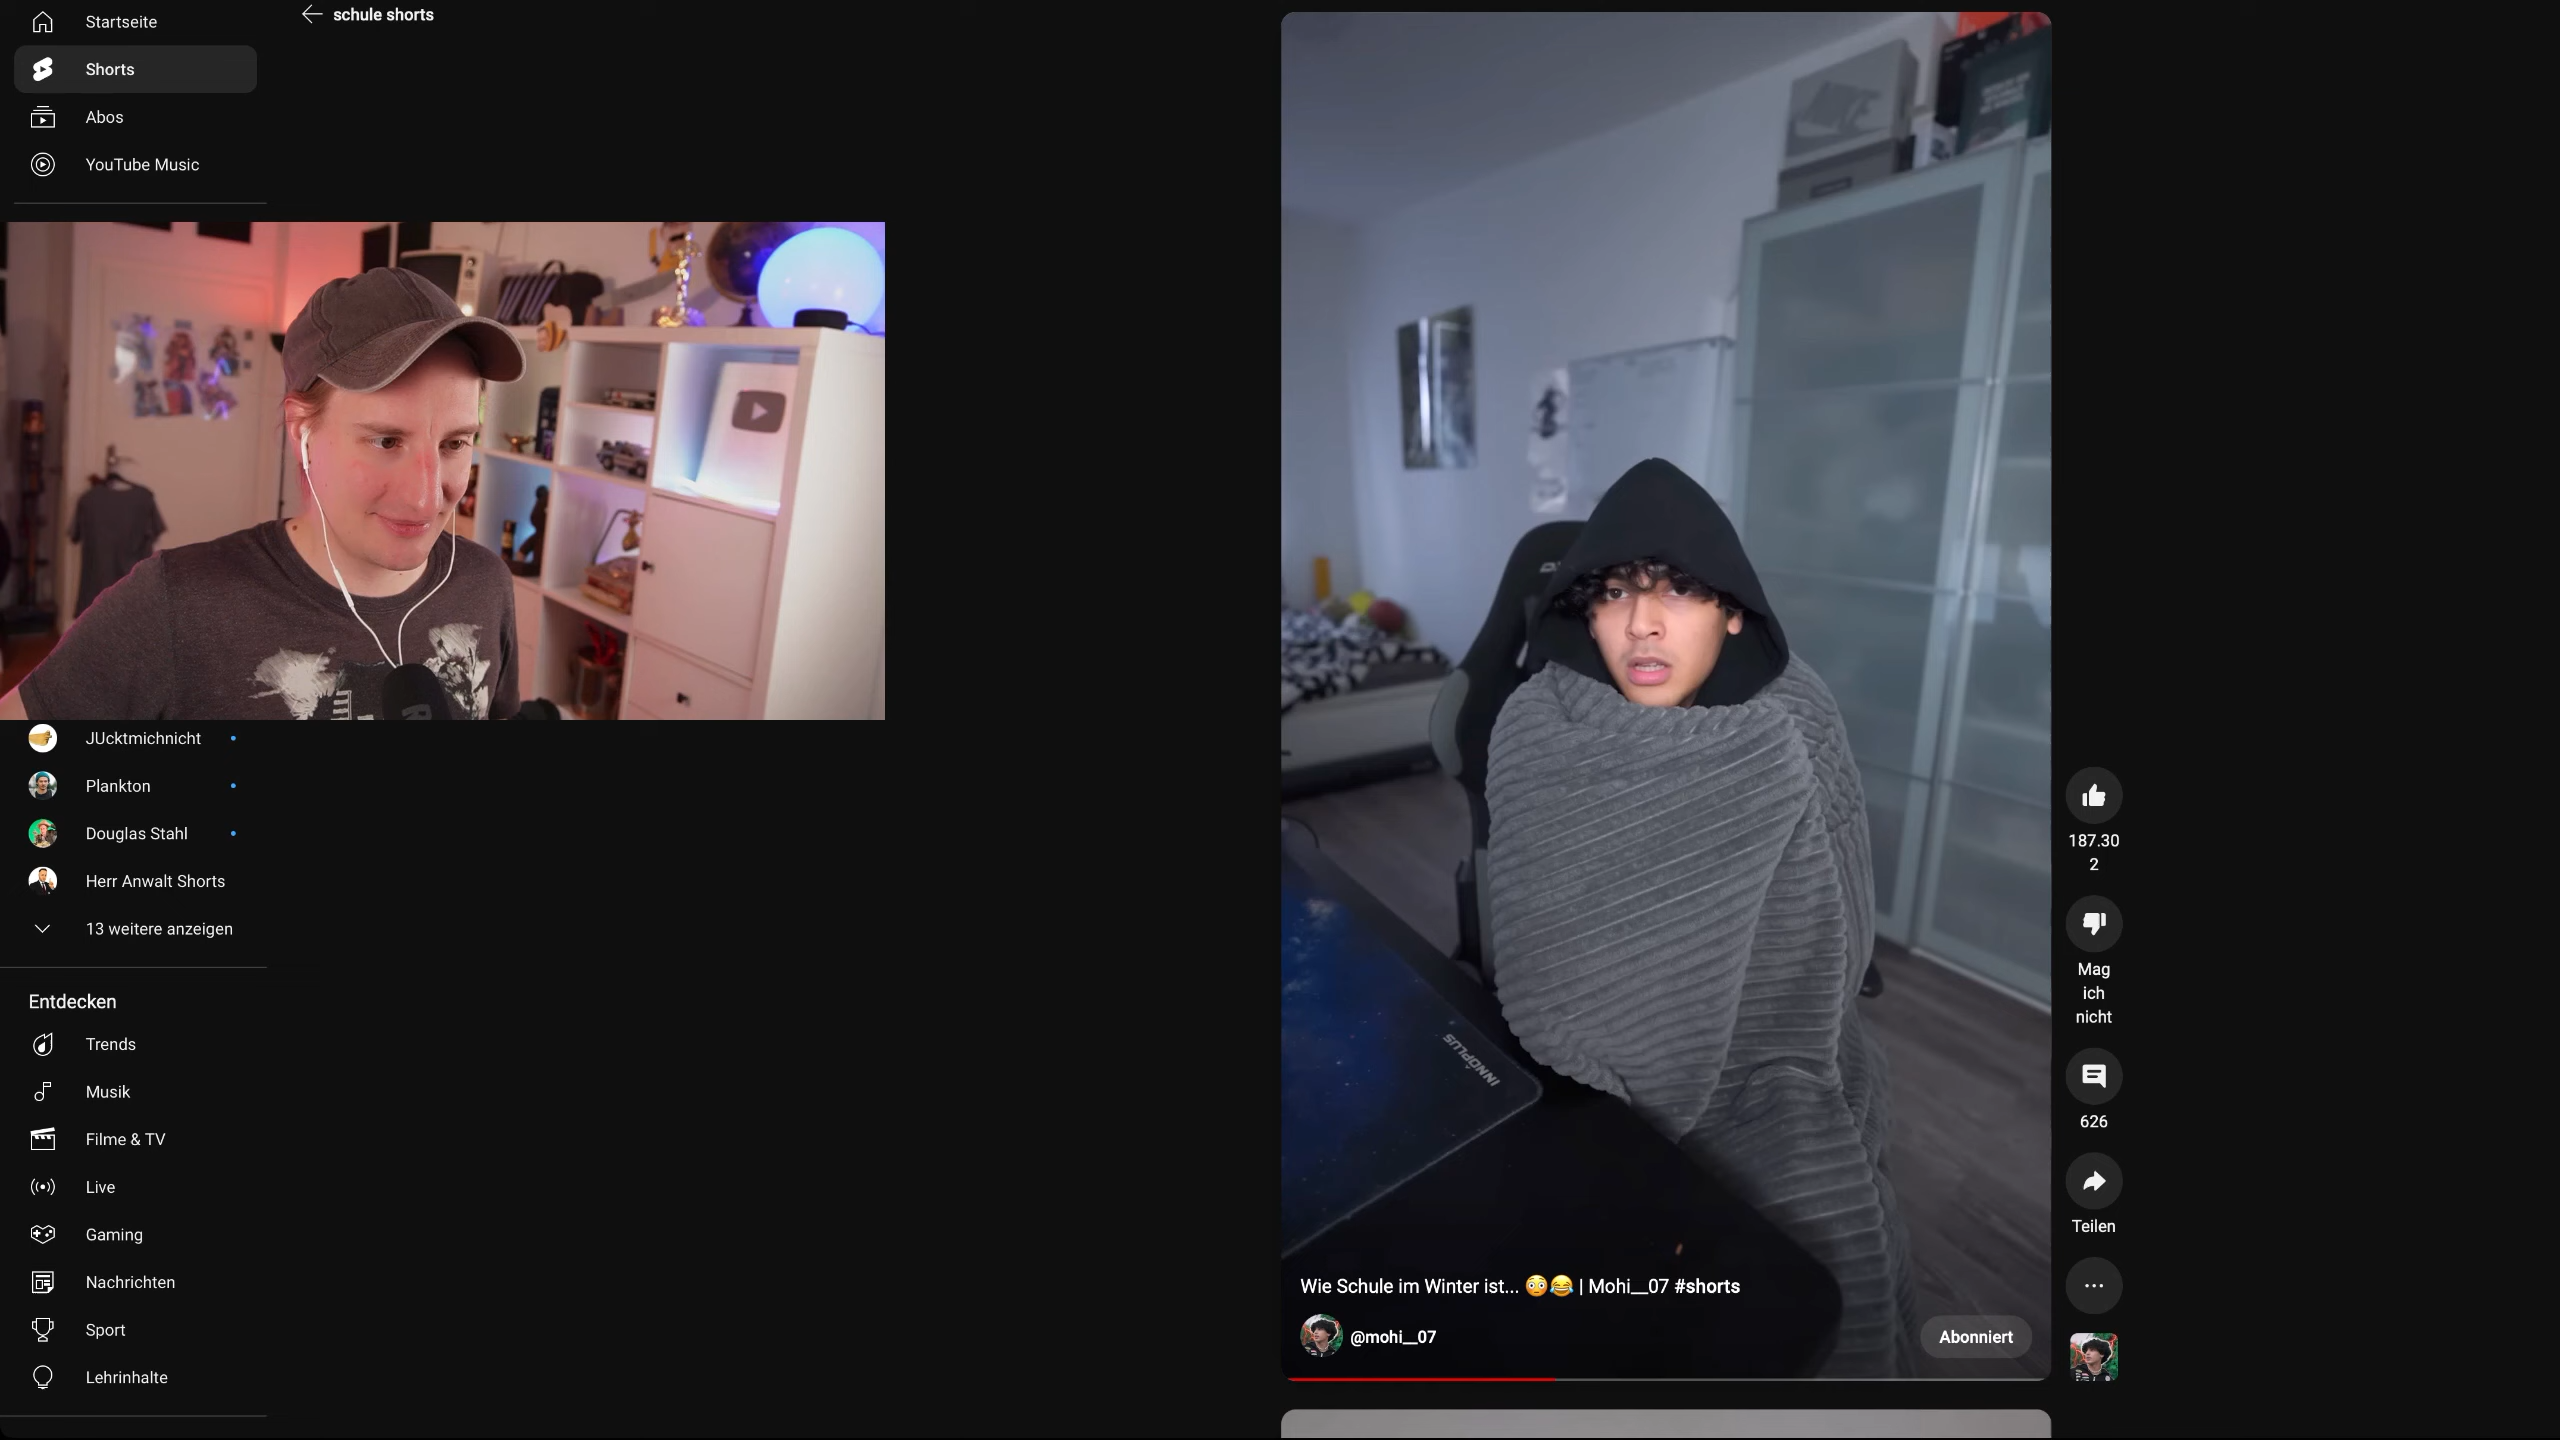 schule shorts
Startseite
Shorts
Abos
YouTube Music
JUcktmichnicht
Plankton
Douglas Stahl
Herr Anwalt Shorts
13 weitere anzeigen
Entdecken
Trends
Musik
Filme & TV
Live
Gaming
Nachrichten
Sport
Lehrinhalte
INNOPLUS
Wie Schule im Winter ist... 😳😂 | Mohi__07 #shorts
@mohi__07
Abonniert
187.30
2
Mag
ich
nicht
626
Teilen